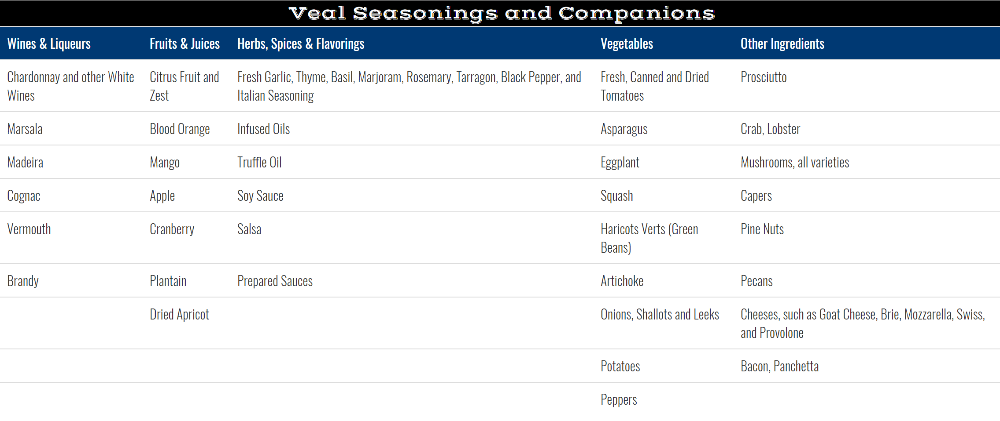 Veal Seasonings and Companions
Wines & Liqueurs
Fruits & Juices
Herbs, Spices & Flavorings
Vegetables
Other Ingredients
Chardonnay and other White
Wines
Citrus Fruit and
Zest
Fresh Garlic, Thyme, Basil, Marjoram, Rosemary, Tarragon, Black Pepper, and
Italian Seasoning
Fresh, Canned and Dried
Tomatoes
Prosciutto
Marsala
Blood Orange
Infused Oils
Asparagus
Crab, Lobster
Madeira
Mango
Truffle Oil
Eggplant
Mushrooms, all varieties
Cognac
Apple
Soy Sauce
Squash
Capers
Vermouth
Cranberry
Salsa
Haricots Verts (Green
Beans)
Pine Nuts
Brandy
Plantain
Prepared Sauces
Artichoke
Pecans
Dried Apricot
Onions, Shallots and Leeks
Cheeses, such as Goat Cheese, Brie, Mozzarella, Swiss,
and Provolone
Potatoes
Bacon, Panchetta
Peppers